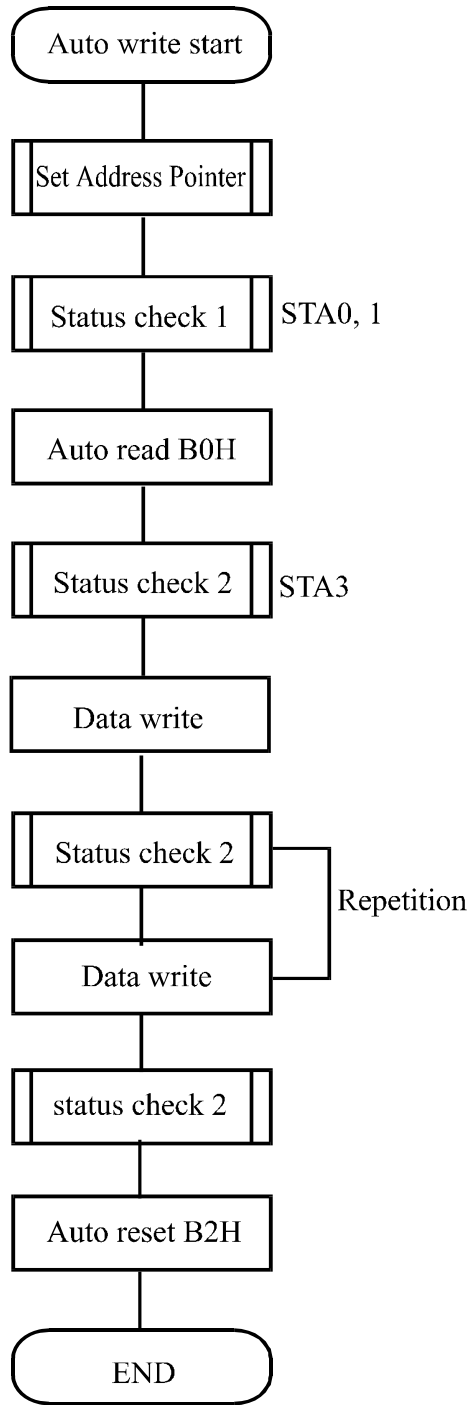 Auto write start
Set Address Pointer
Status check 1
STA0, 1
Auto read B0H
Status check 2
STA3
Data write
Status check 2
Repetition
Data write
status check 2
Auto reset B2H
END